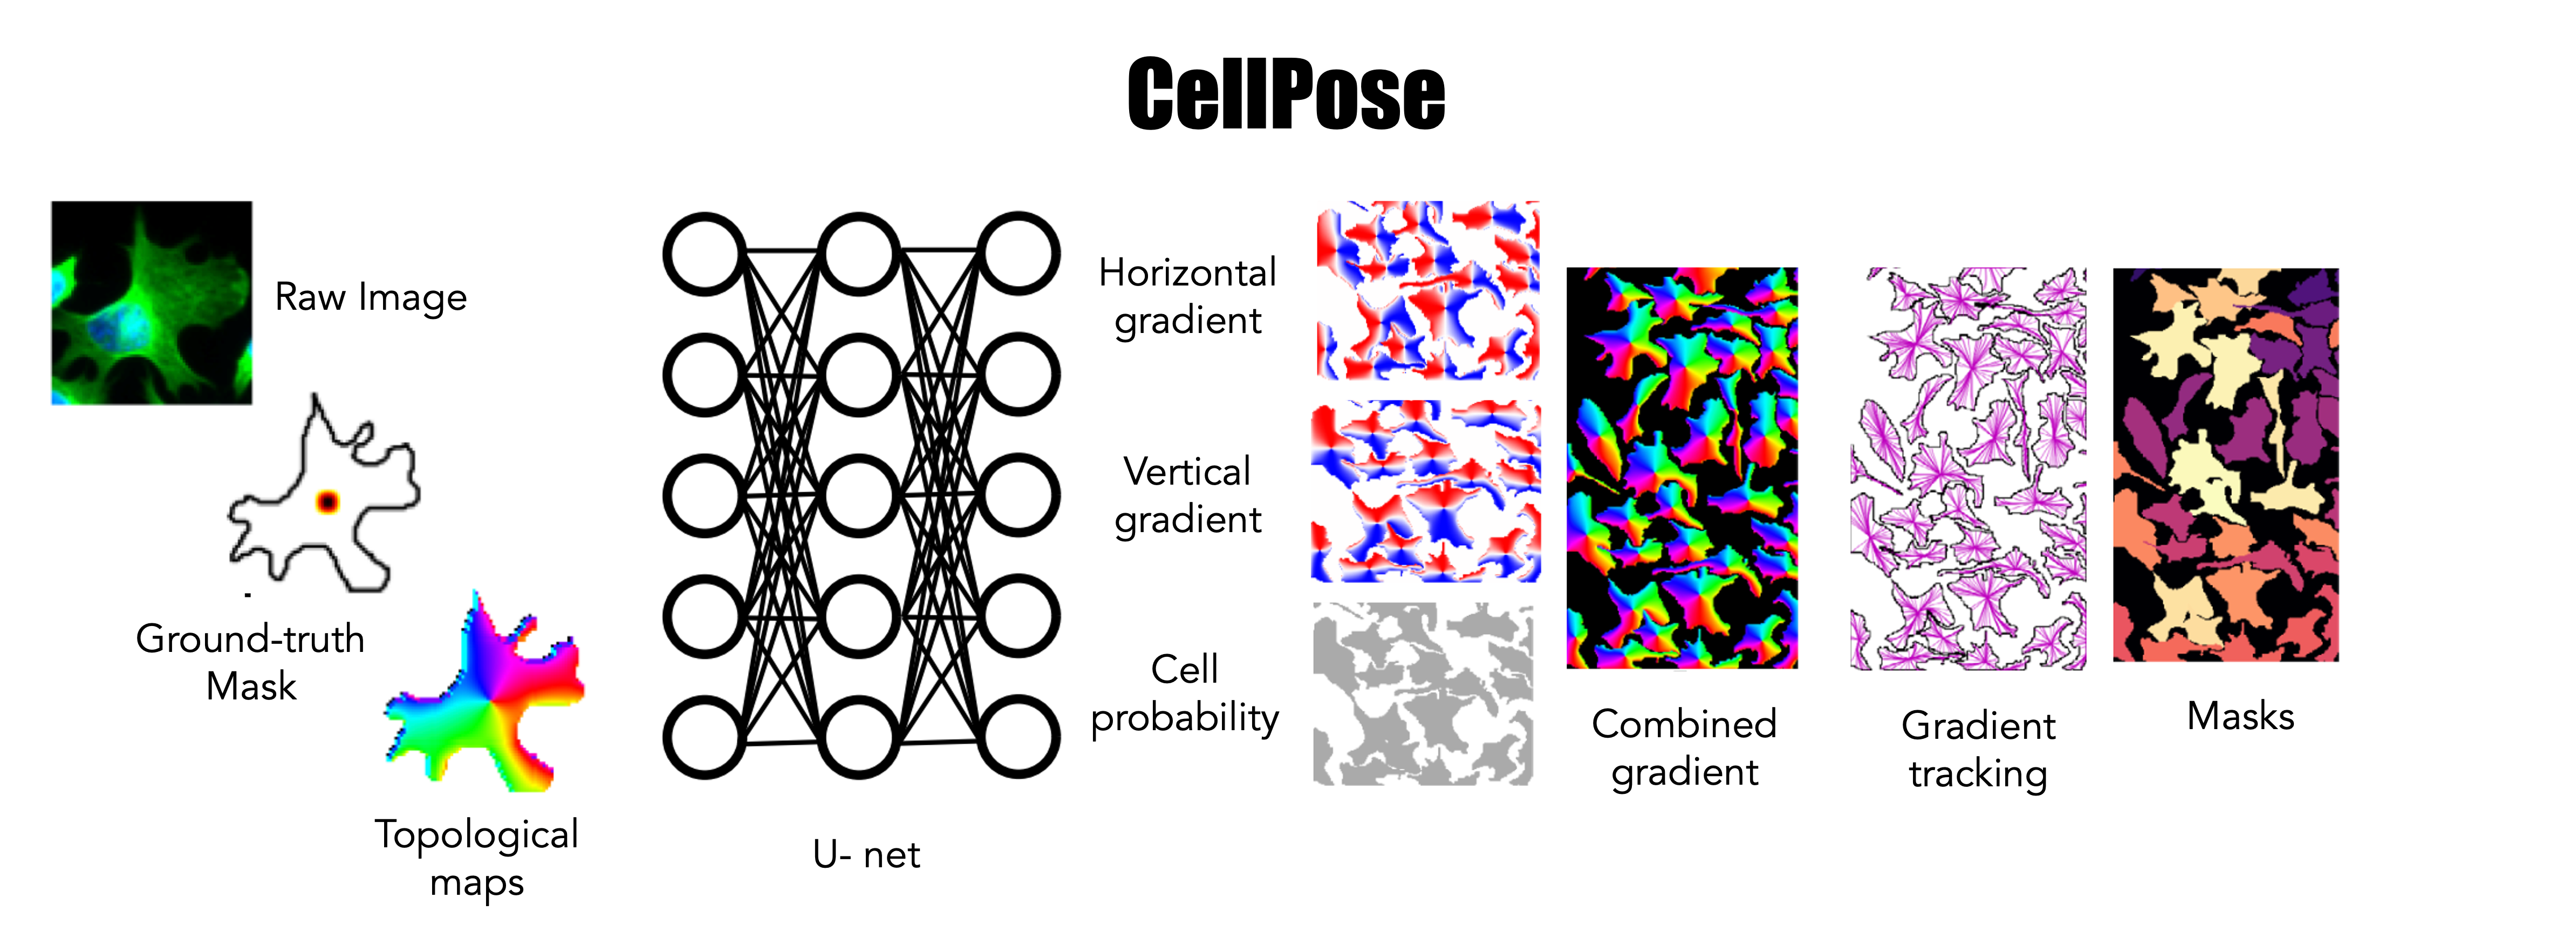 CellPose
Raw Image
Ground-truth
Mask
Topological
maps
U- net
Horizontal
gradient
Vertical
gradient
Cell
probability
Combined
gradient
Gradient
tracking
Masks